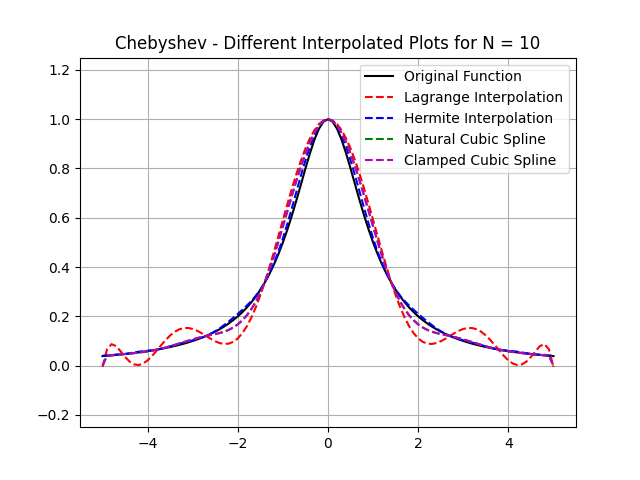 Chebyshev - Different Interpolated Plots for N = 10
Original Function
Lagrange Interpolation
Hermite Interpolation
Natural Cubic Spline
Clamped Cubic Spline
1.2
1.0
0.8
0.6
0.4
0.2
0.0
−0.2
−4 −2 0 2 4